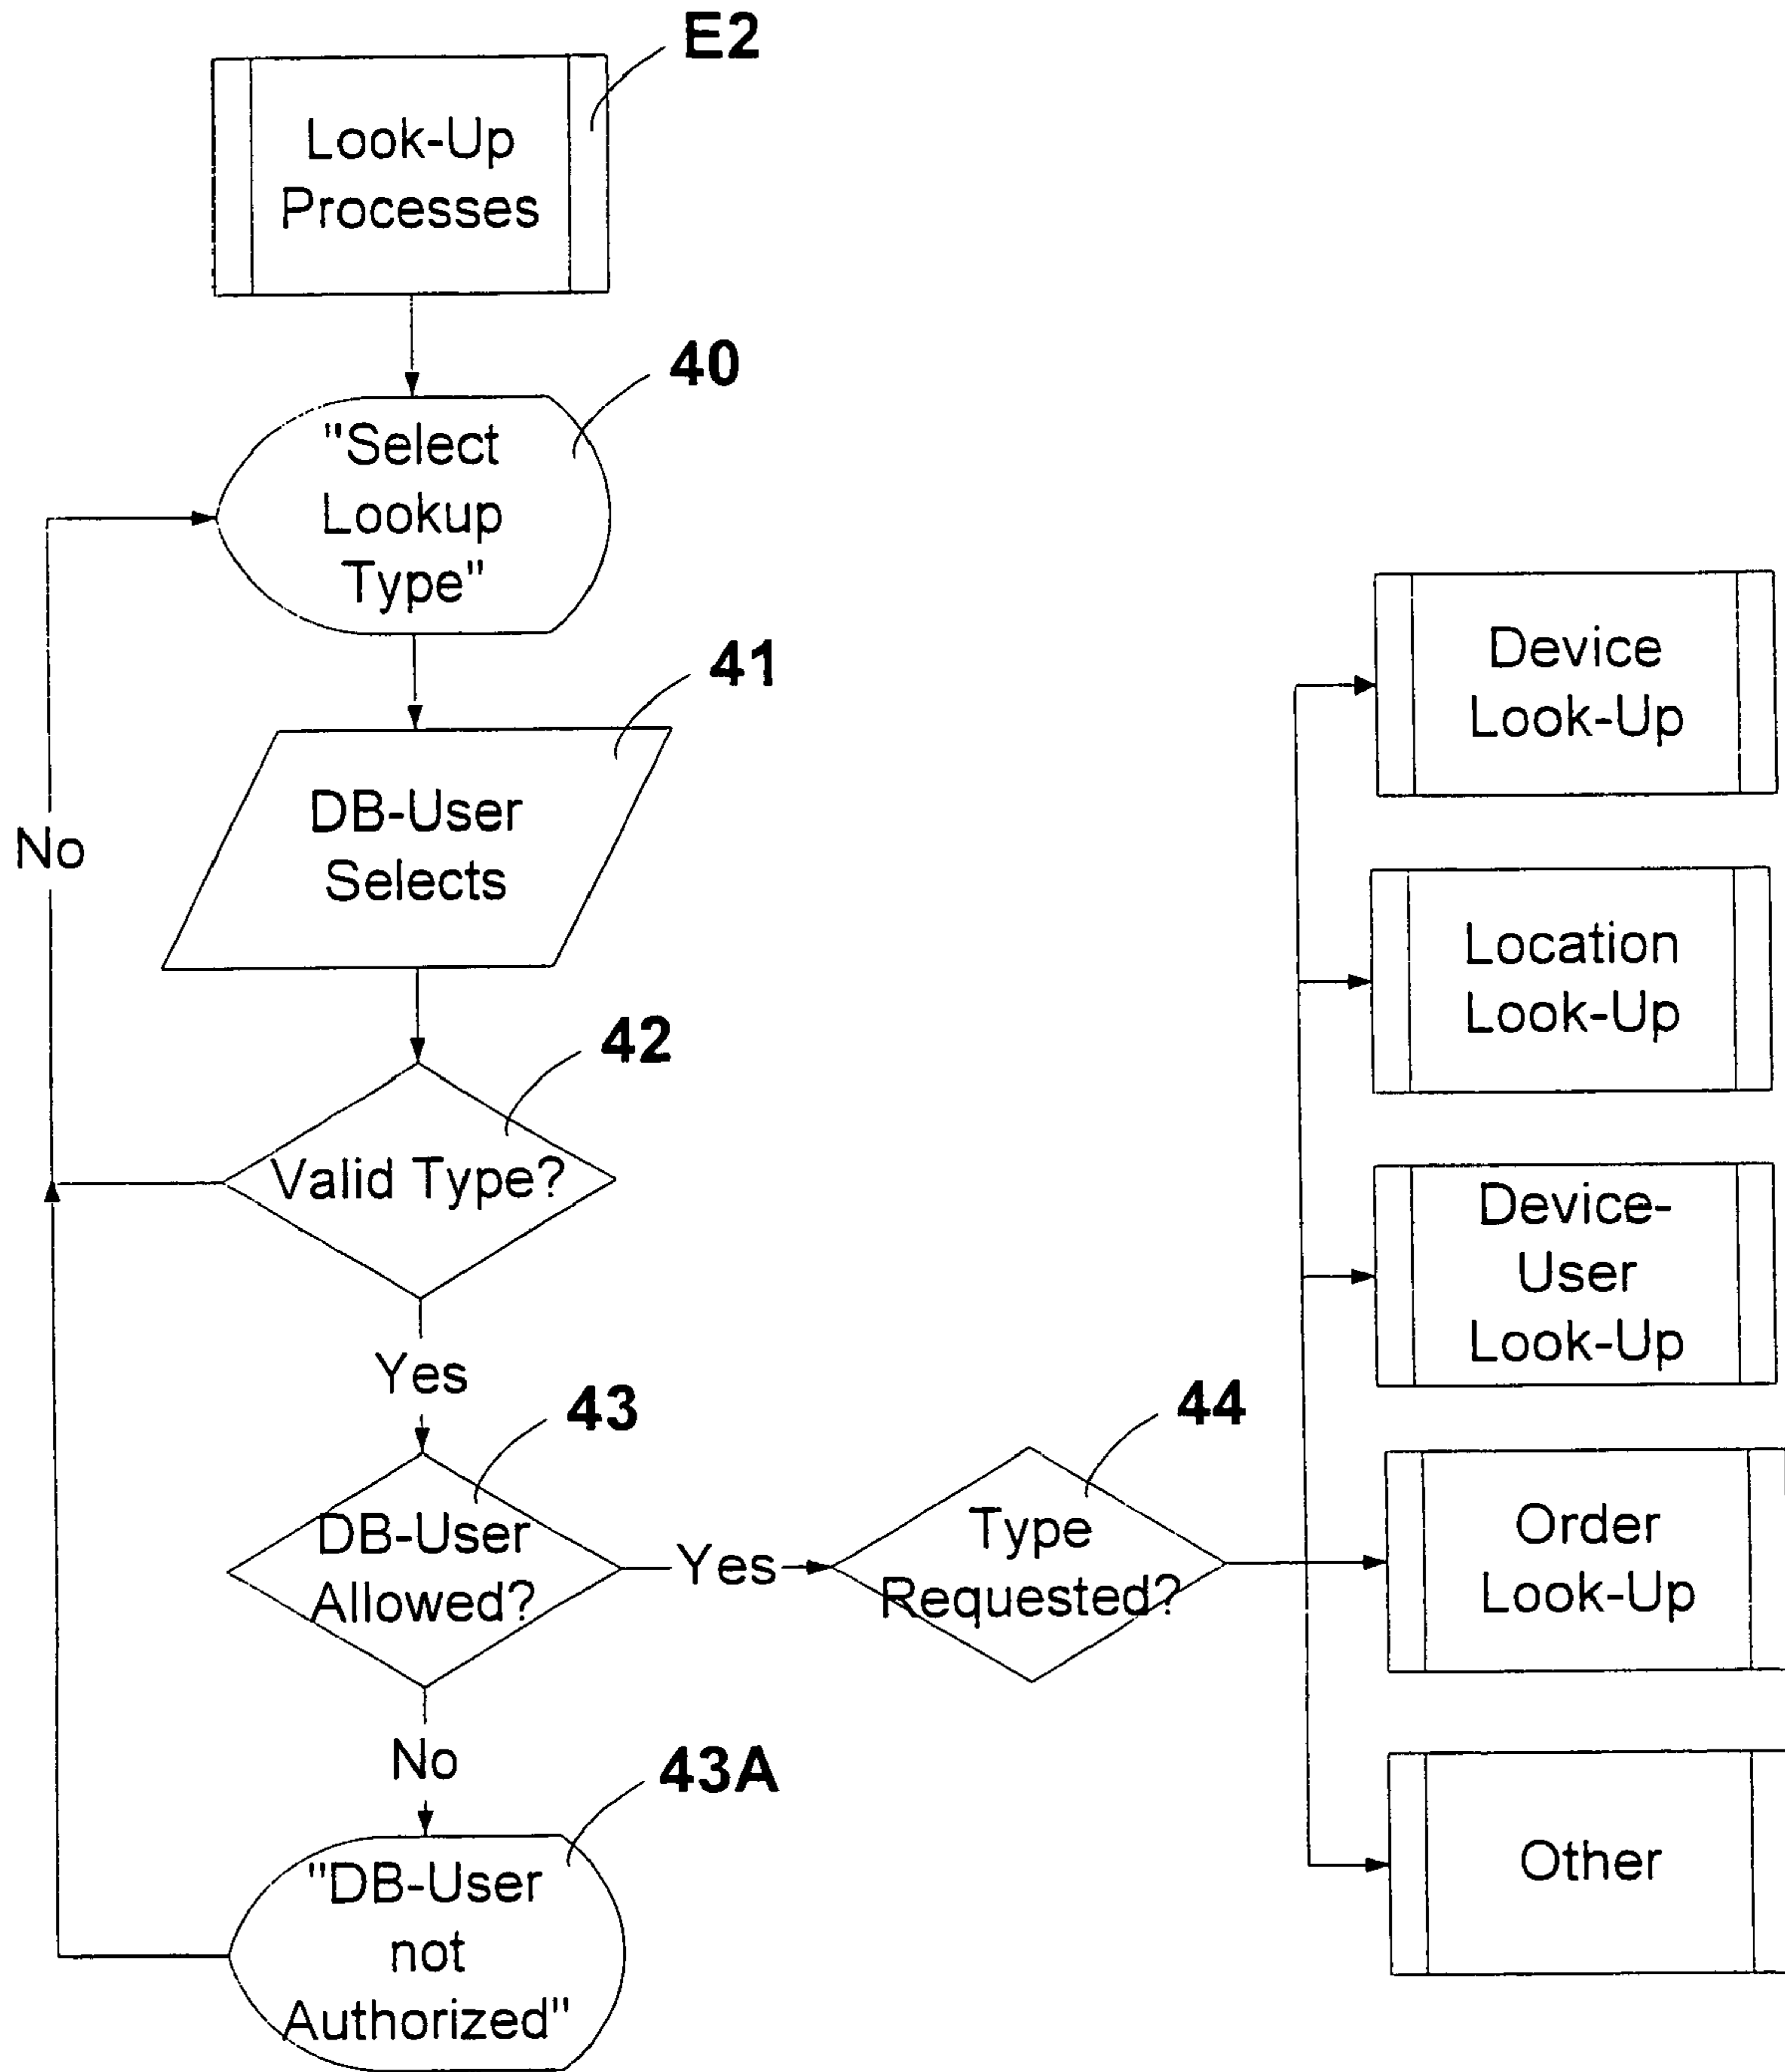 E2
Look-Up
Processes
40
"Select
Lookup
Type"
41
DB-User
Selects
No
42
Valid Type?
Yes
43
DB-User
Allowed?
Yes
44
Type
Requested?
No
43A
"DB-User
not
Authorized"
Device
Look-Up
Location
Look-Up
Device-
User
Look-Up
Order
Look-Up
Other